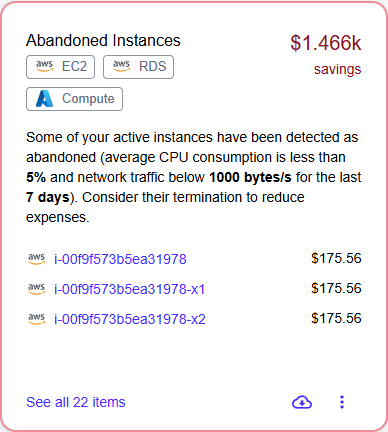 Abandoned Instances
$1.466k
aws EC2
aws RDS
savings
Compute
Some of your active instances have been detected as
abandoned (average CPU consumption is less than
5% and network traffic below 1000 bytes/s for the last
7 days). Consider their termination to reduce
expenses.
aws i-00f9f573b5ea31978 $175.56
aws i-00f9f573b5ea31978-x1 $175.56
aws i-00f9f573b5ea31978-x2 $175.56
See all 22 items